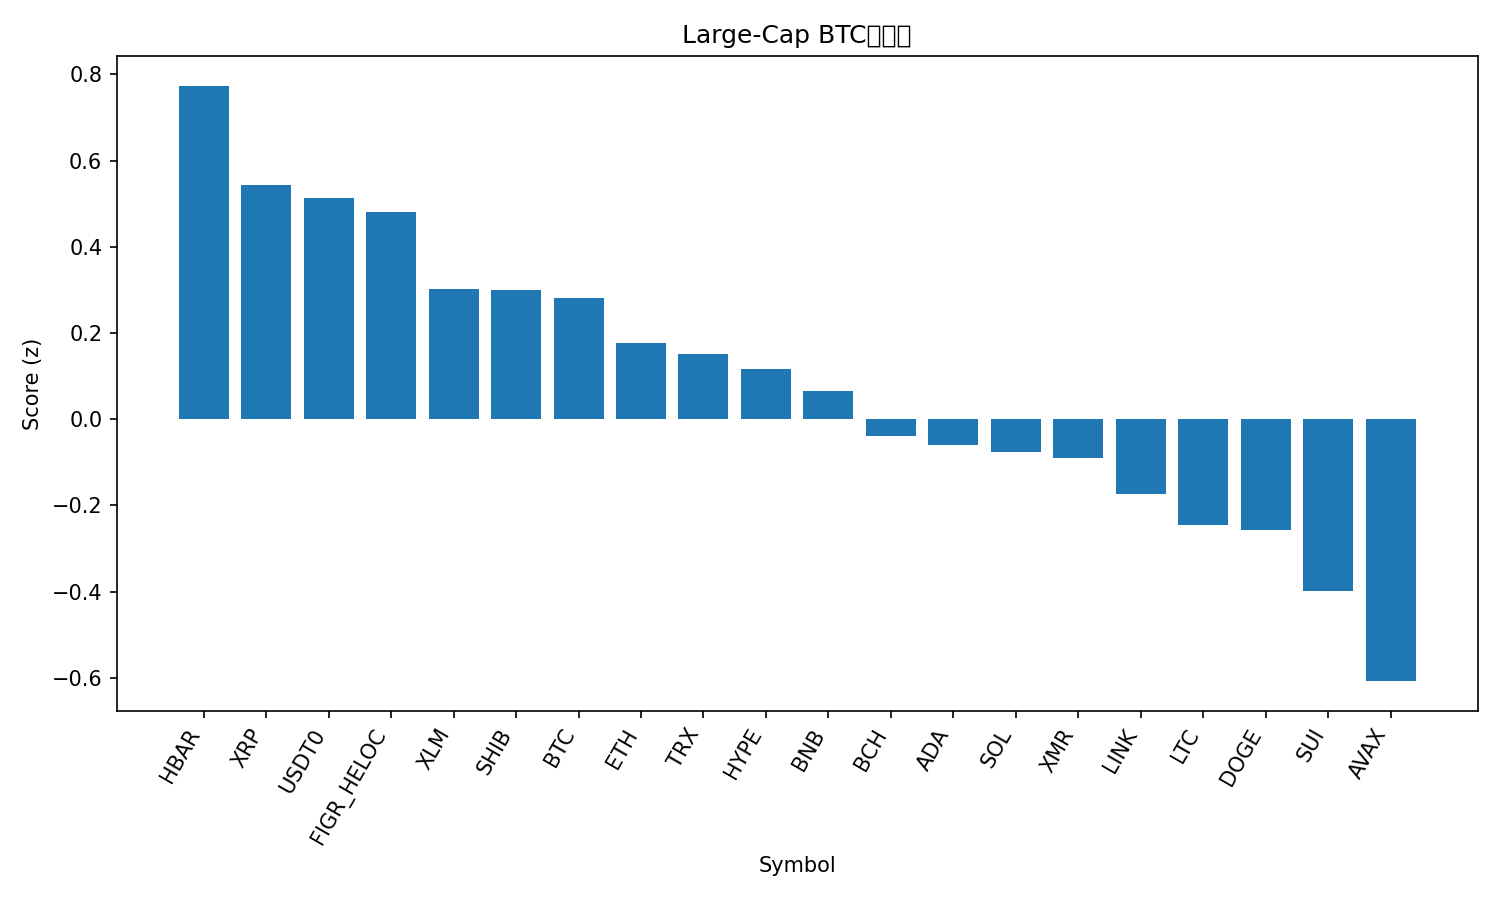 Large-Cap BTC
0.8
0.6
0.4
0.2
0.0
−0.2
−0.4
−0.6
Score (z)
HBAR
XRP
USDT0
FIGR_HELOC
XLM
SHIB
BTC
ETH
TRX
HYPE
BNB
BCH
ADA
SOL
XMR
LINK
LTC
DOGE
SUI
AVAX
Symbol